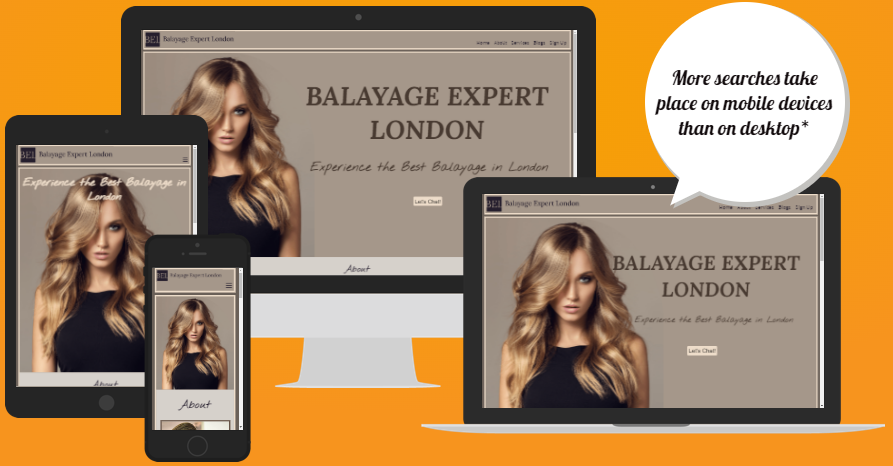 BEL Balayage Expert London
Home About Services Blogs Sign Up
BALAYAGE EXPERT
LONDON
Experience the Best Balayage in London
Let's Chat!
About
More searches take
place on mobile devices
than on desktop*
BEL Balayage Expert London
Experience the Best Balayage in
London
About
BEL Balayage Expert London
About
BEL Balayage Expert London
Home About Services Blogs Sign Up
BALAYAGE EXPERT
LONDON
Experience the Best Balayage in London
Let's Chat!